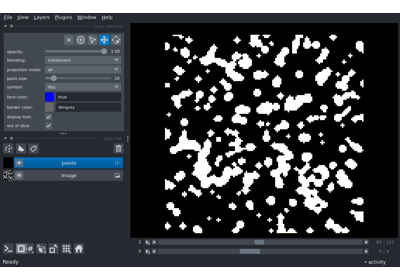 File View Layers Plugins Window Help
opacity: 1.00
blending: translucent
projection mode: all
point size: 10
symbol: disc
face color: blue
border color: dimgrey
display text:
out of slice:
points
image
Ready
activity